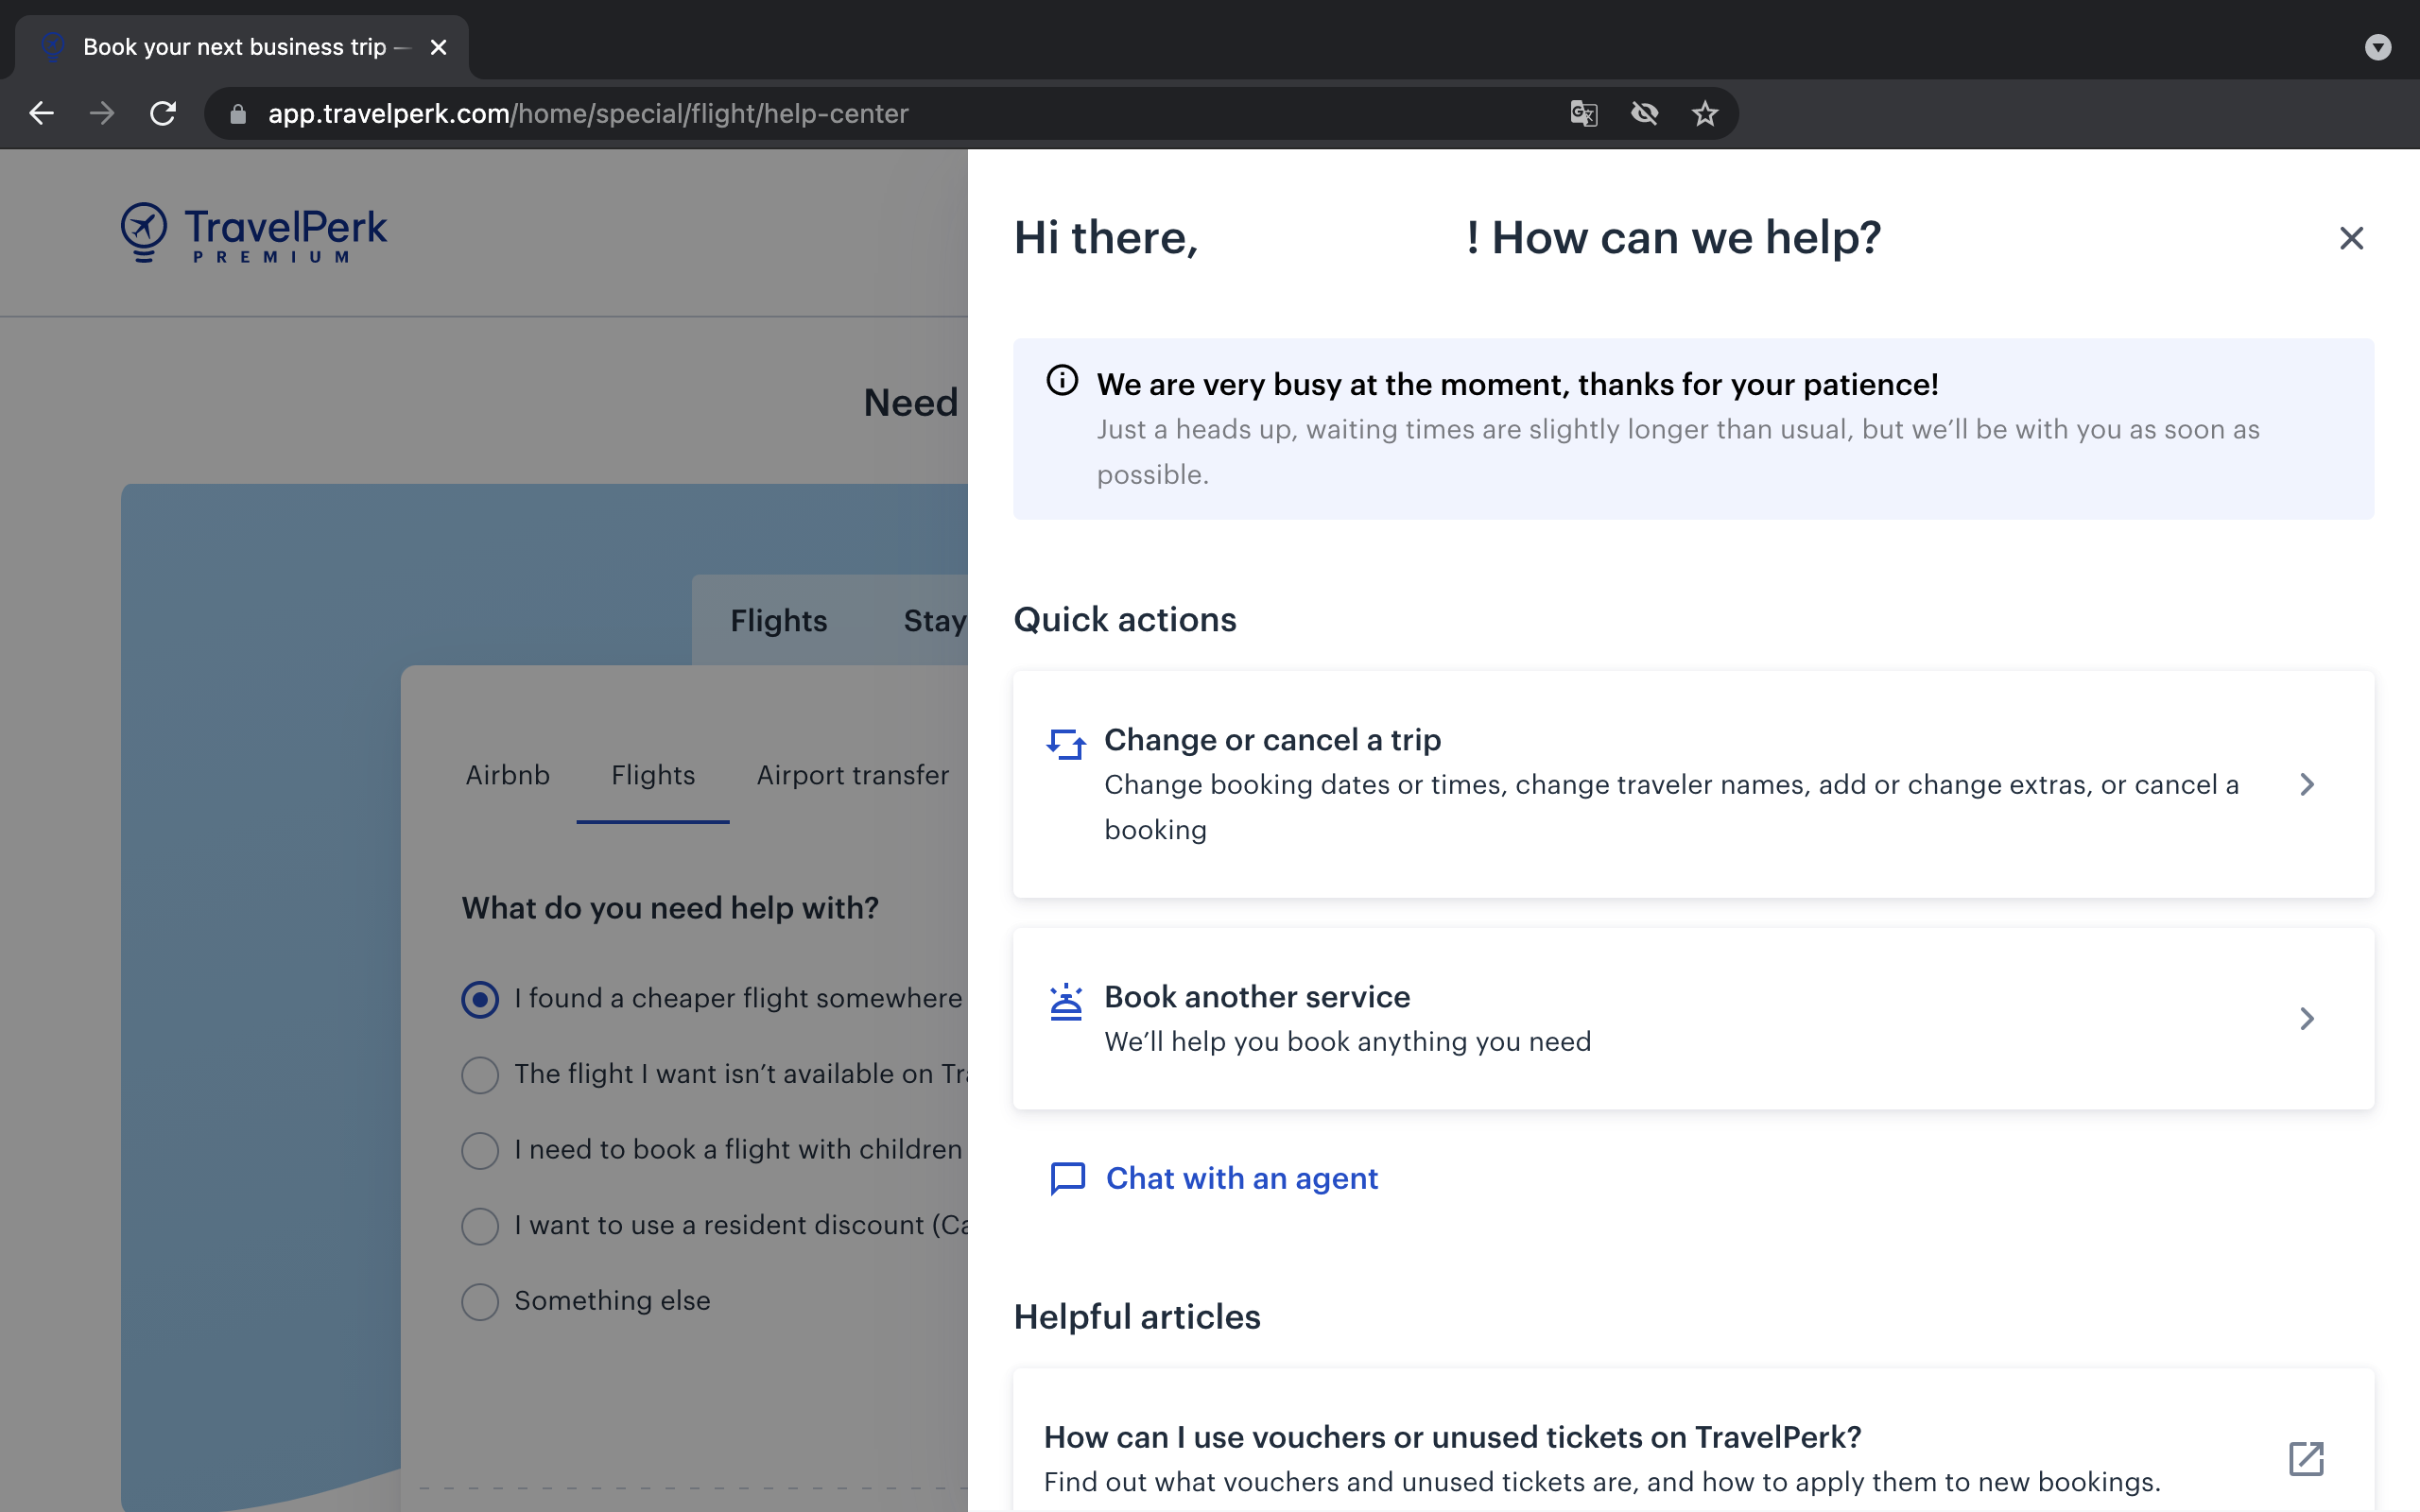 Book your next business trip —
app.travelperk.com/home/special/flight/help-center
TravelPerk
PREMIUM
Need
Flights
Stay
Airbnb
Flights
Airport transfer
What do you need help with?
I found a cheaper flight somewhere
The flight I want isn’t available on
I need to book a flight with children
I want to use a resident discount
Something else
Hi there, ! How can we help?
We are very busy at the moment, thanks for your patience!
Just a heads up, waiting times are slightly longer than usual, but we’ll be with you as soon as
possible.
Quick actions
Change or cancel a trip
Change booking dates or times, change traveler names, add or change extras, or cancel a
booking
Book another service
We’ll help you book anything you need
Chat with an agent
Helpful articles
How can I use vouchers or unused tickets on TravelPerk?
Find out what vouchers and unused tickets are, and how to apply them to new bookings.